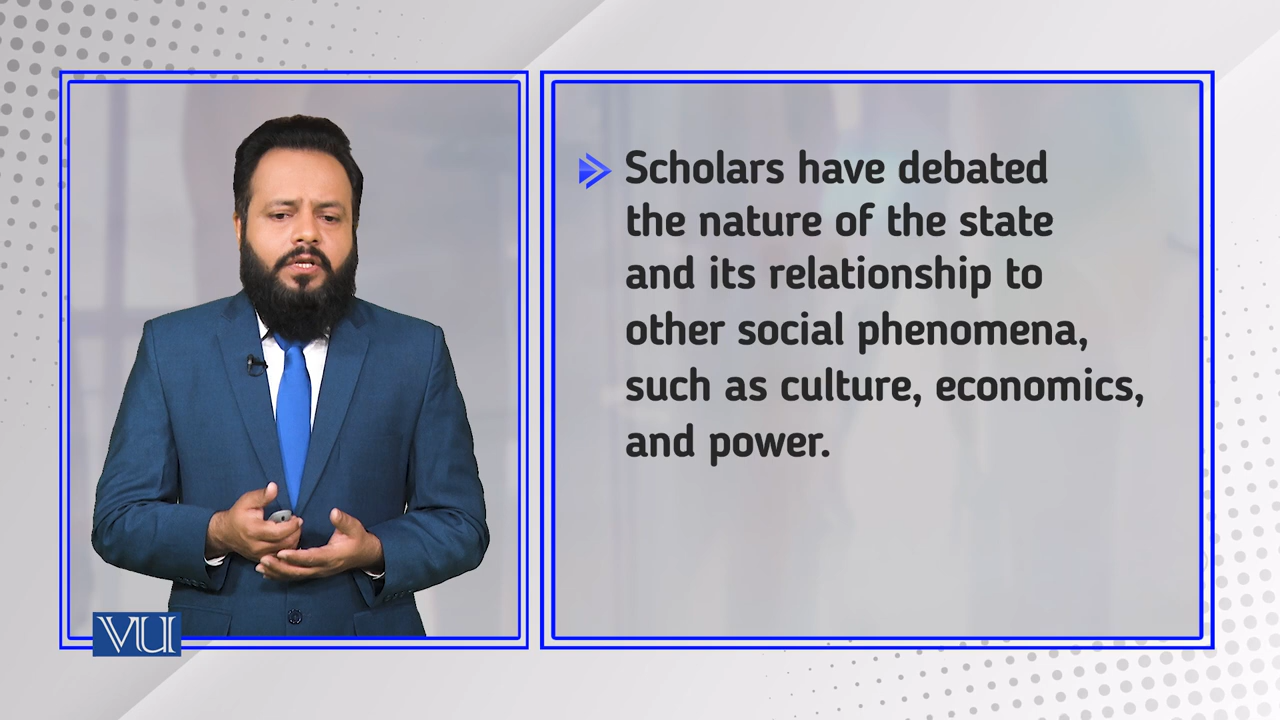 Scholars have debated
the nature of the state
and its relationship to
other social phenomena,
such as culture, economics,
and power.
VU